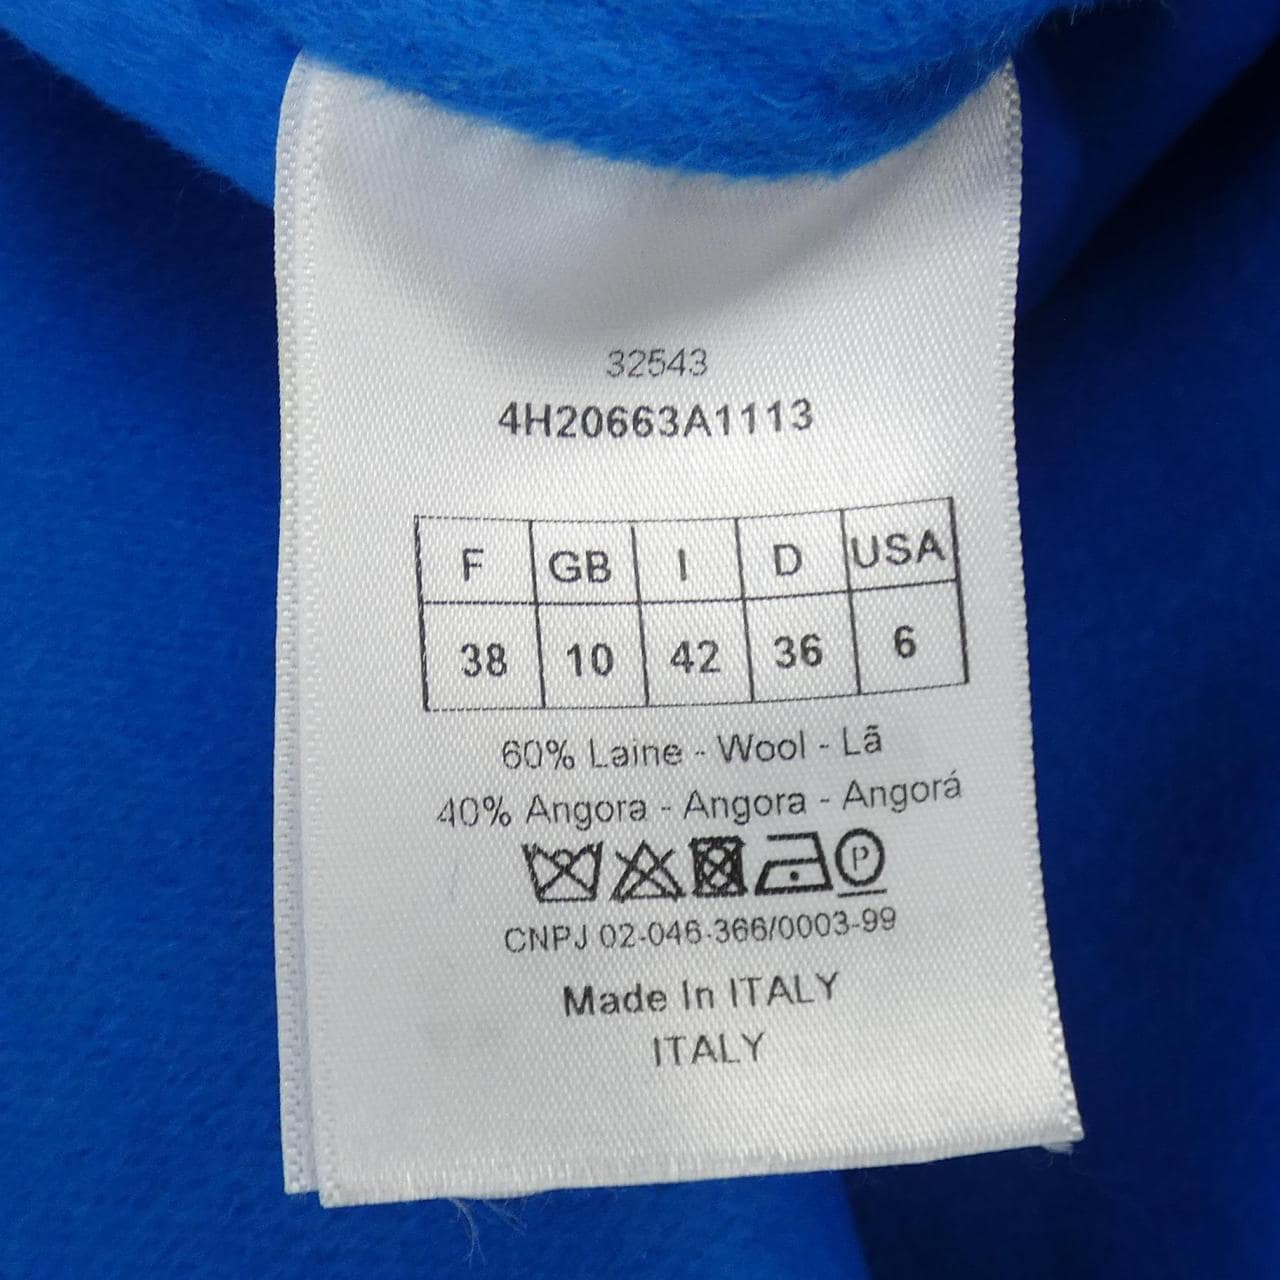 32543
4H20663A1113
F GB I D USA
38 10 42 36 6
60% Laine - Wool - Lã
40% Angora - Angora - Angorá
P
CNPJ 02-046-366/0003-99
Made In ITALY
ITALY